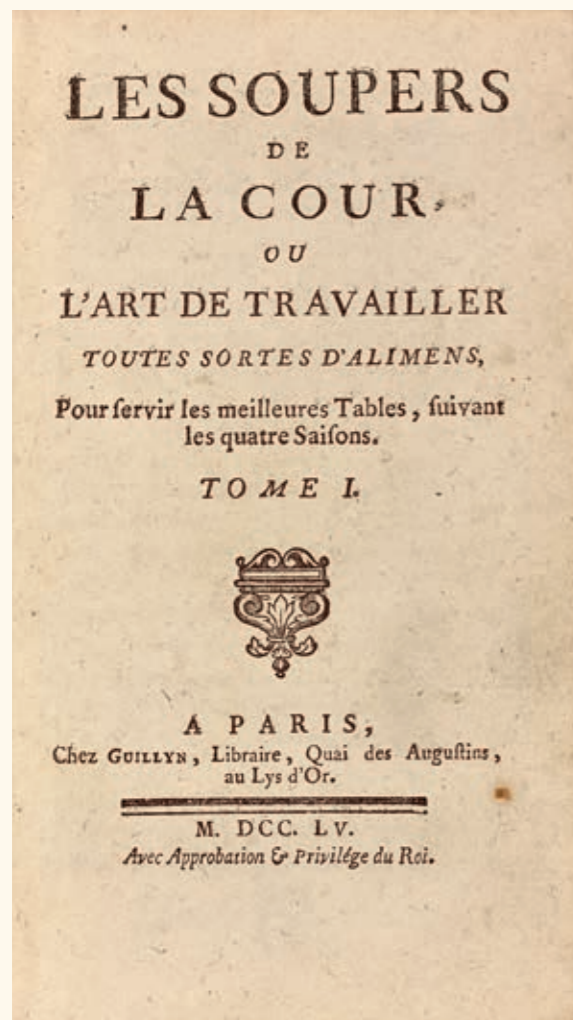 LES SOUPERS
DE
LA COUR,
OU
L'ART DE TRAVAILLER
TOUTES SORTES D'ALIMENS,
Pour ſervir les meilleures Tables, ſuivant
les quatre Saiſons.
TOME I.
A PARIS,
Chez GUILLYN, Libraire, Quai des Auguſtins,
au Lys d'Or.
M. DCC. LV.
Avec Approbation & Privilége du Roi.